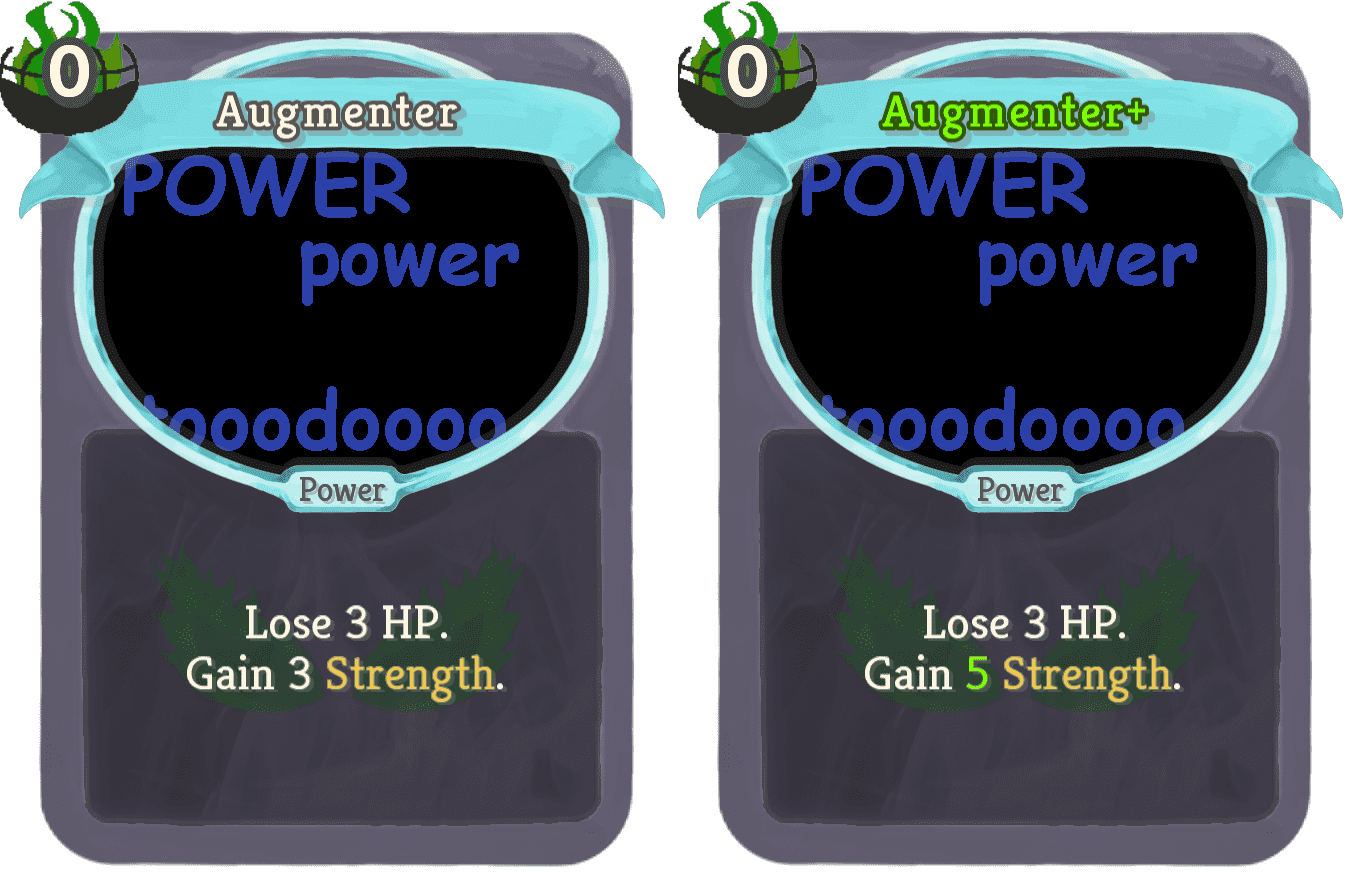 0
Augmenter
POWER
power
tooodoooo
Power
Lose 3 HP.
Gain 3 Strength.
0
Augmenter+
POWER
power
tooodoooo
Power
Lose 3 HP.
Gain 5 Strength.